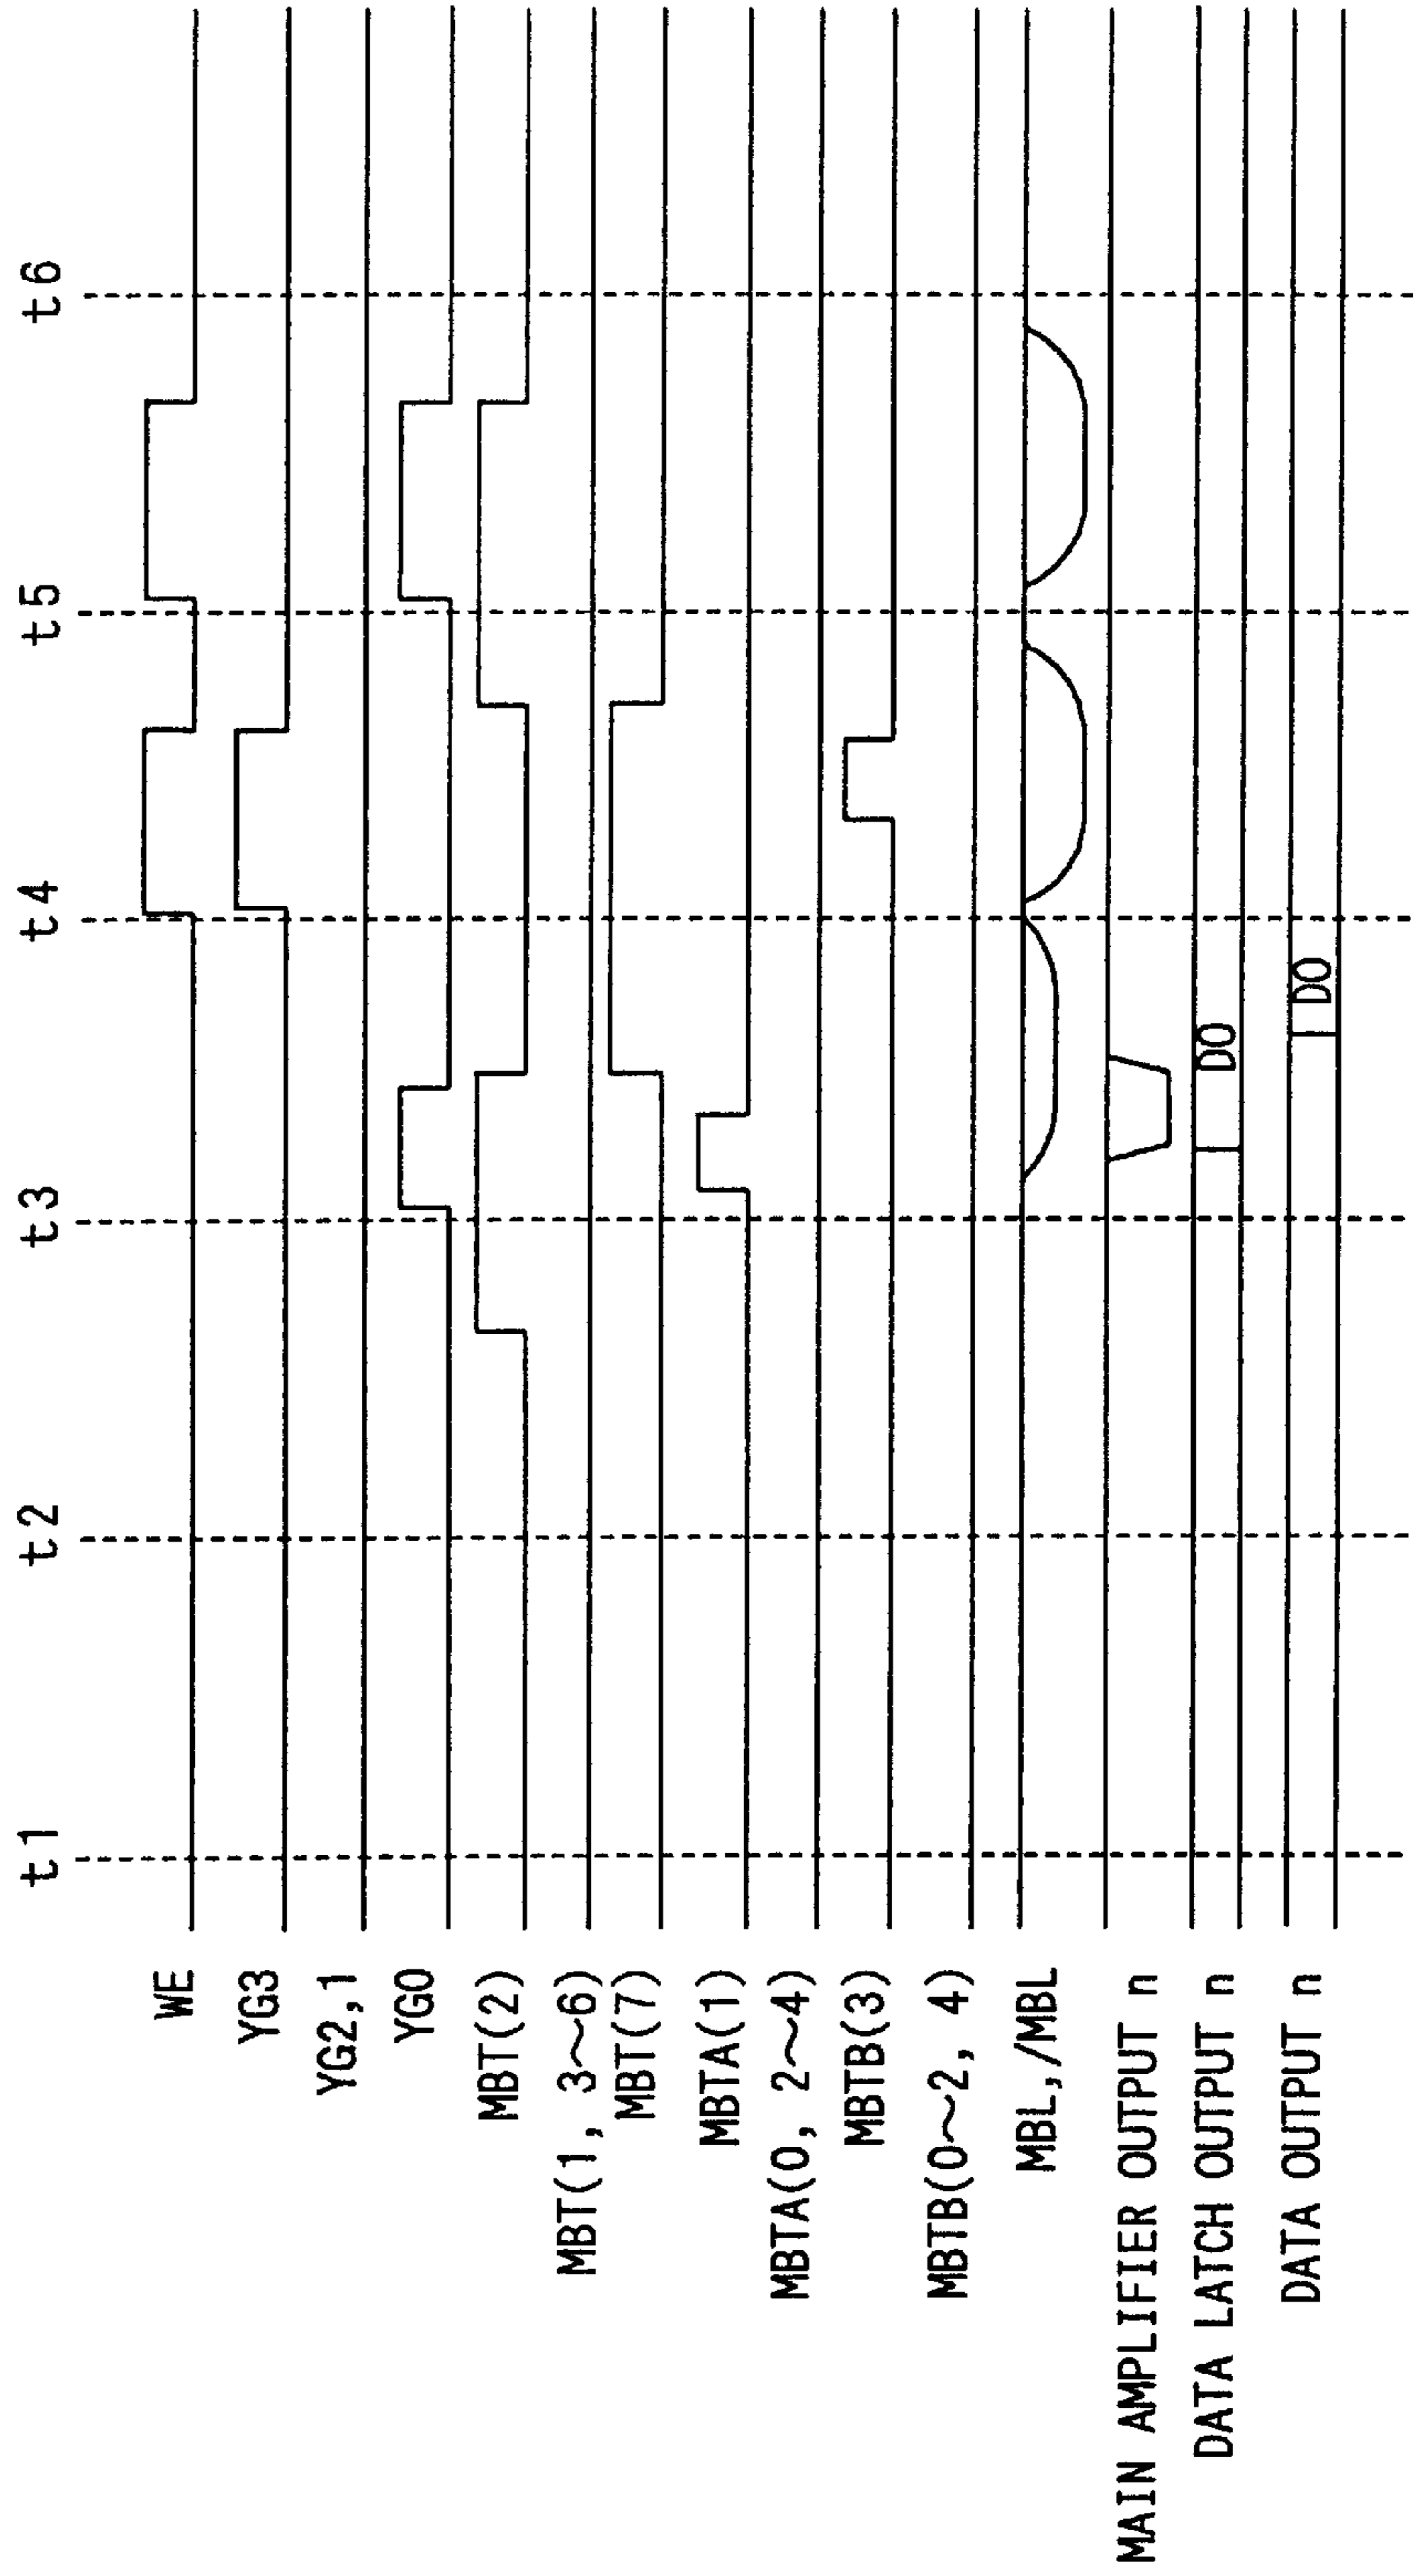 t1 t2 t3 t4 t5 t6
WE
YG3
YG2,1
YG0
MBT(2)
MBT(1, 3~6)
MBT(7)
MBTA(1)
MBTA(0, 2~4)
MBTB(3)
MBTB(0~2, 4)
MBL,/MBL
MAIN AMPLIFIER OUTPUT n
DATA LATCH OUTPUT n
D0
DATA OUTPUT n
D0